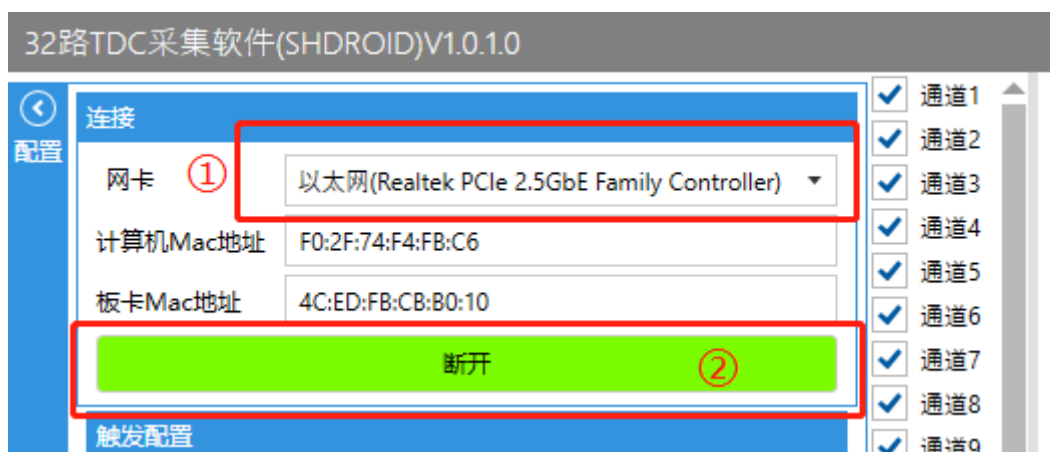 32路TDC采集软件(SHDROID)V1.0.1.0
配置
连接
网卡 ① 以太网(Realtek PCIe 2.5GbE Family Controller)
计算机Mac地址 F0:2F:74:F4:FB:C6
板卡Mac地址 4C:ED:FB:CB:B0:10
断开 ②
触发配置
通道1
通道2
通道3
通道4
通道5
通道6
通道7
通道8
通道9